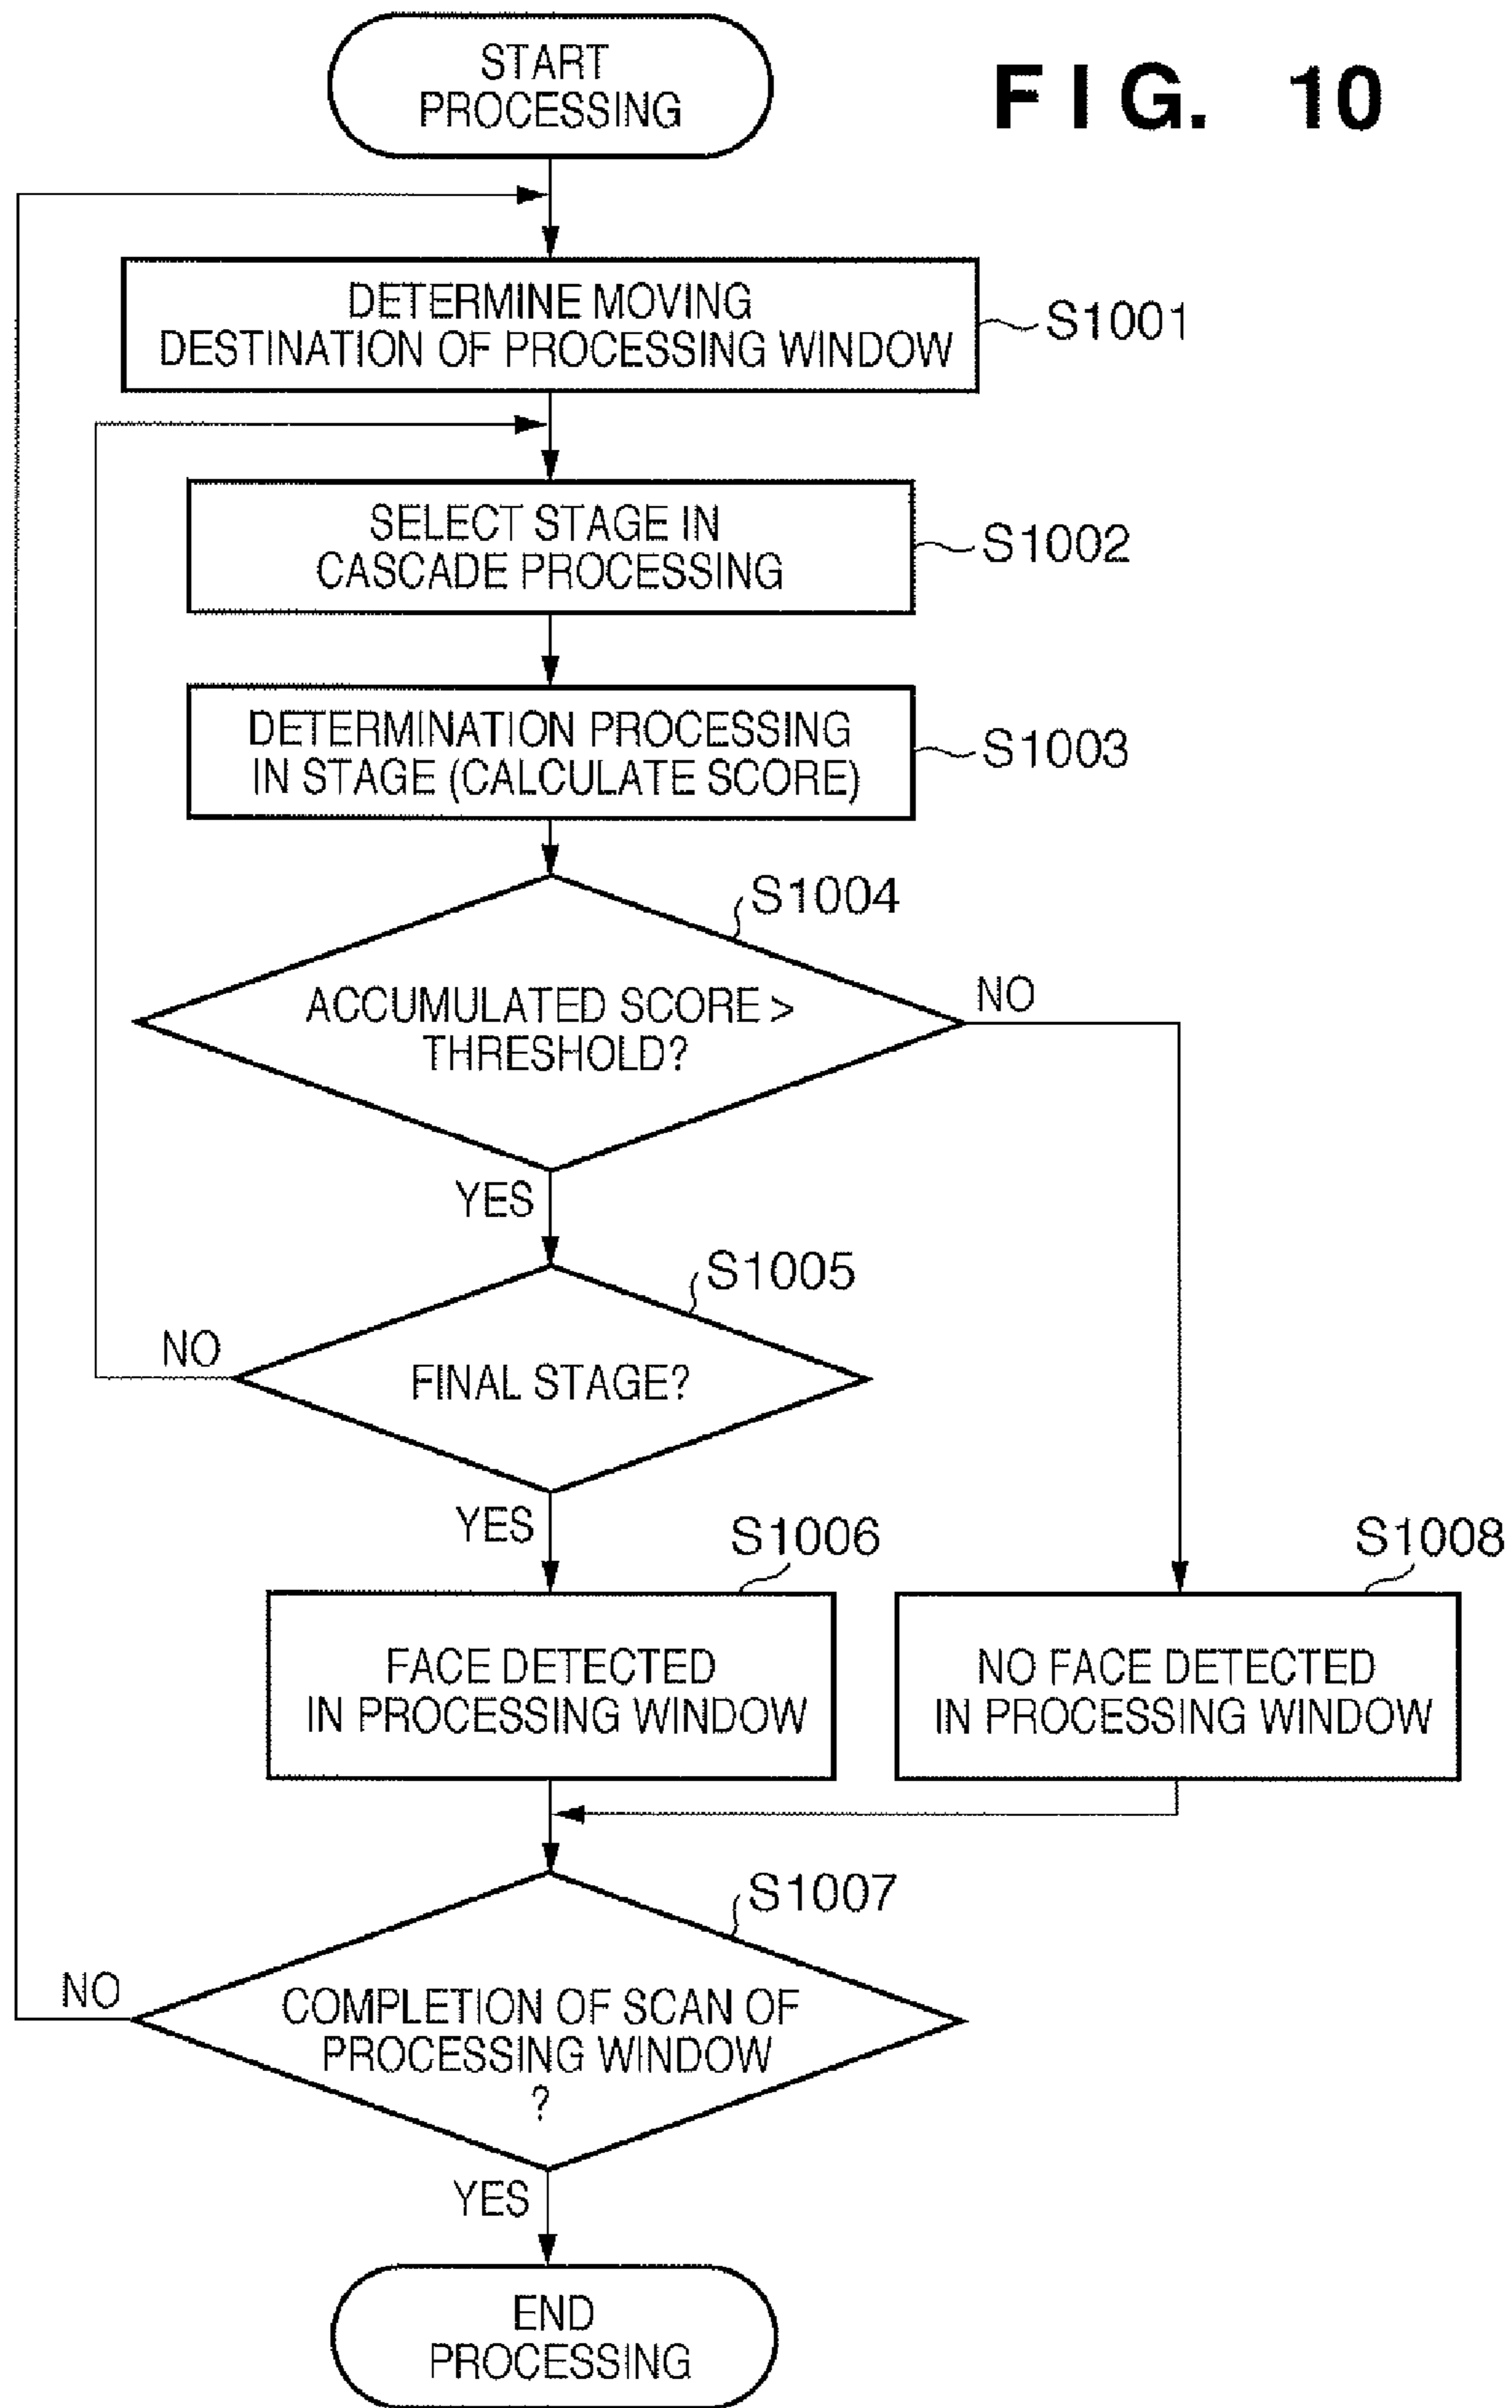 START
PROCESSING
FIG. 10
DETERMINE MOVING
DESTINATION OF PROCESSING WINDOW
S1001
SELECT STAGE IN
CASCADE PROCESSING
S1002
DETERMINATION PROCESSING
IN STAGE (CALCULATE SCORE)
S1003
S1004
ACCUMULATED SCORE >
THRESHOLD?
NO
YES
S1005
NO
FINAL STAGE?
YES
S1006
S1008
FACE DETECTED
IN PROCESSING WINDOW
NO FACE DETECTED
IN PROCESSING WINDOW
S1007
NO
COMPLETION OF SCAN OF
PROCESSING WINDOW
?
YES
END
PROCESSING